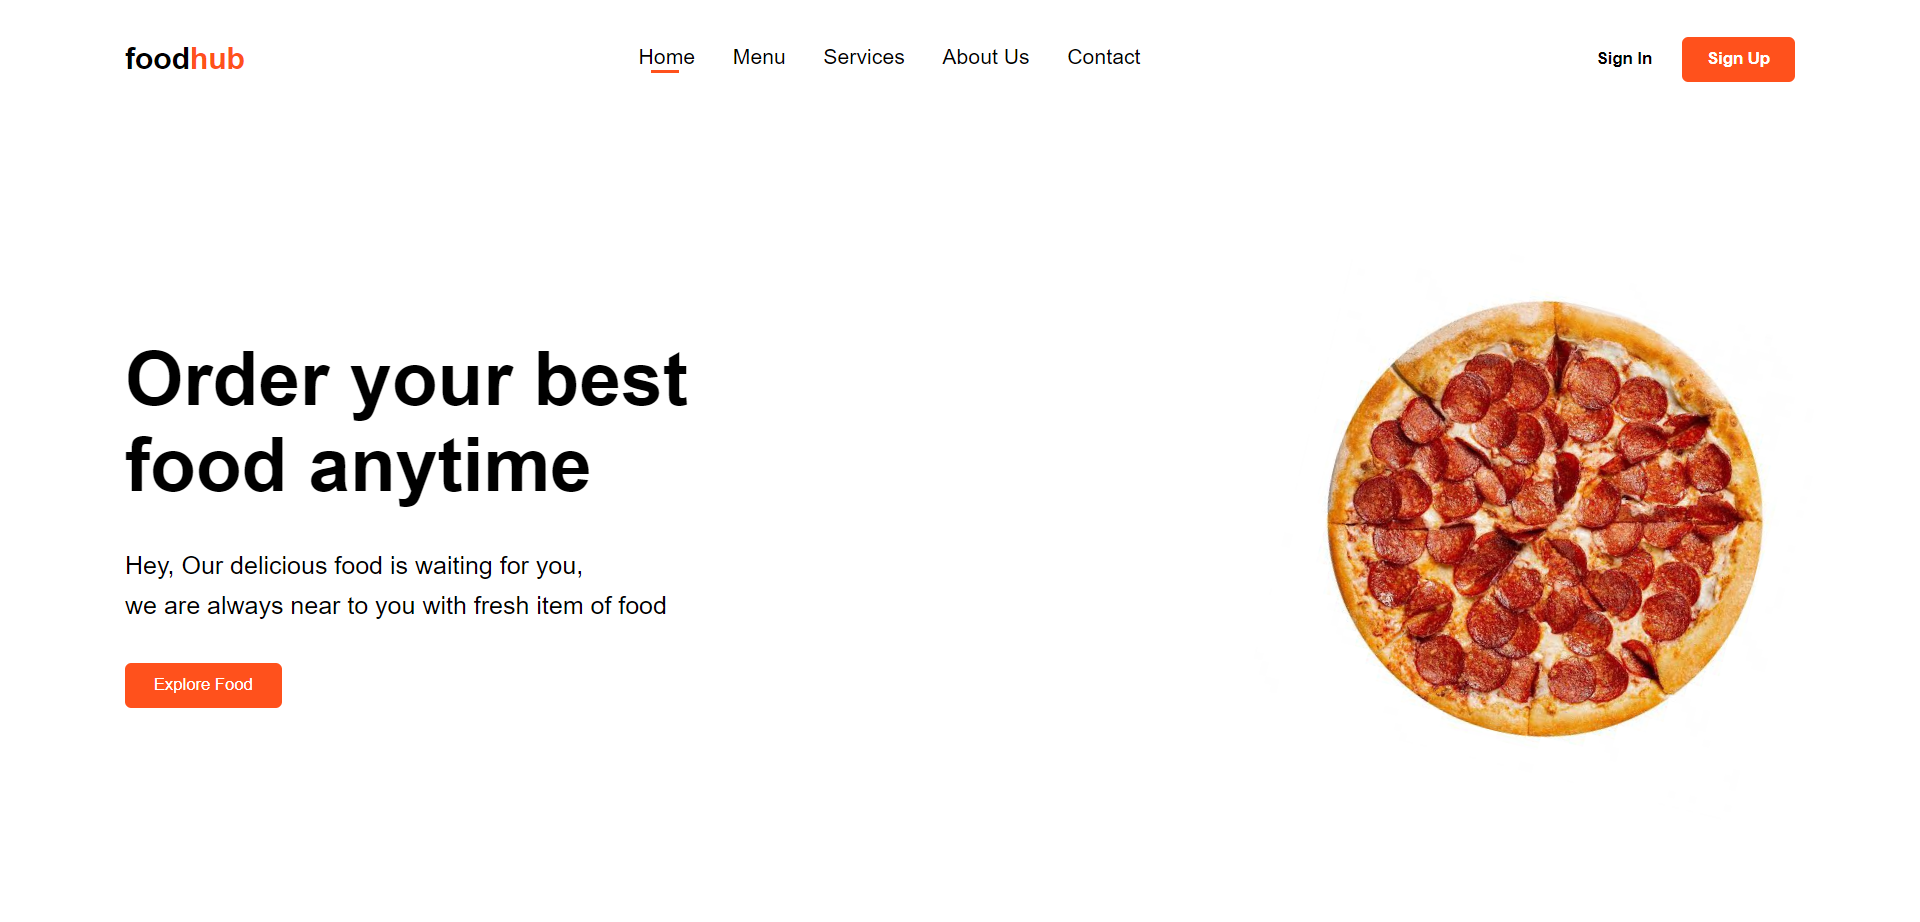 foodhub
Home Menu Services About Us Contact
Sign In Sign Up
Order your best
food anytime
Hey, Our delicious food is waiting for you,
we are always near to you with fresh item of food
Explore Food